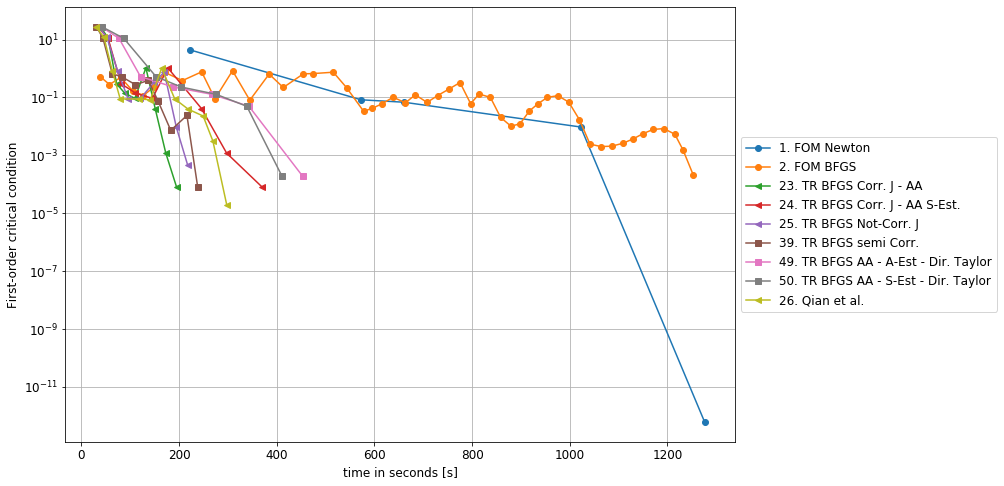 First-order critical condition
10^1
10^-1
10^-3
10^-5
10^-7
10^-9
10^-11
0 200 400 600 800 1000 1200
time in seconds [s]
1. FOM Newton
2. FOM BFGS
23. TR BFGS Corr. J - AA
24. TR BFGS Corr. J - AA S-Est.
25. TR BFGS Not-Corr. J
39. TR BFGS semi Corr.
49. TR BFGS AA - A-Est - Dir. Taylor
50. TR BFGS AA - S-Est - Dir. Taylor
26. Qian et al.